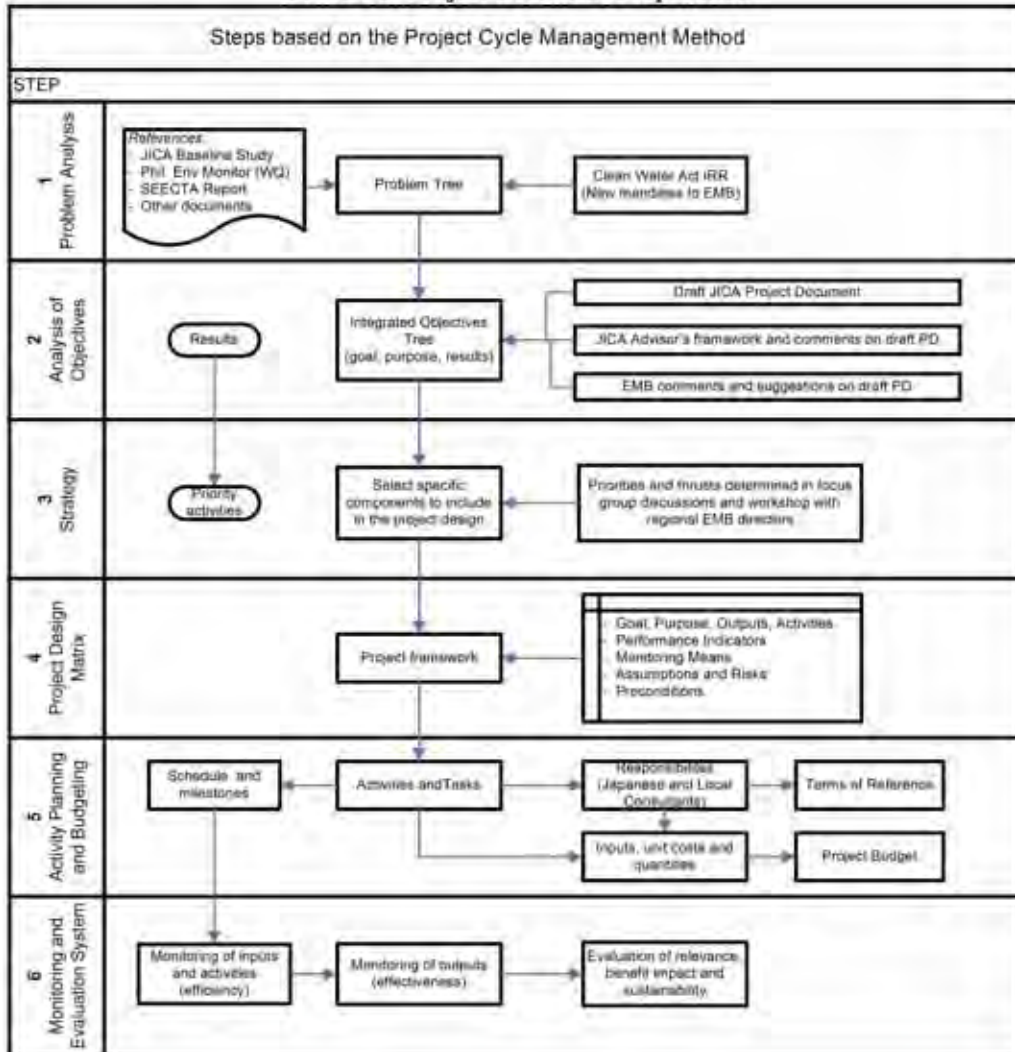 Steps based on the Project Cycle Management Method
STEP
1
Problem Analysis
References:
- JICA Baseline Study
- Phil. Env Monitor (WQ)
- SEECTA Report
- Other documents
Problem Tree
Clean Water Act IRR
(New mandates to EMB)
2
Analysis of
Objectives
Results
Integrated Objectives
Tree
(goal, purpose, results)
Draft JICA Project Document
JICA Advisor's framework and comments on draft PD
EMB comments and suggestions on draft PD
3
Strategy
Priority
activities
Select specific
components to include
in the project design
Priorities and thrusts determined in focus
group discussions and workshop with
regional EMB directors
4
Project Design
Matrix
Project framework
- Goal, Purpose, Outputs, Activities
- Performance Indicators
- Monitoring Means
- Assumptions and Risks
- Preconditions
5
Activity Planning
and Budgeting
Schedule and
milestones
Activities and Tasks
Responsibilities
(Japanese and Local
Consultants)
Terms of Reference
Inputs, unit costs and
quantities
Project Budget
6
Monitoring and
Evaluation System
Monitoring of inputs
and activities
(efficiency)
Monitoring of outputs
(effectiveness)
Evaluation of relevance,
benefit impact and
sustainability